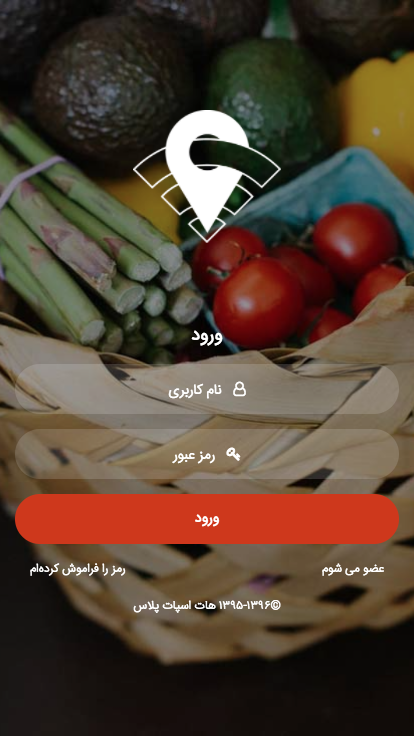 ورود
نام کاربری
رمز عبور
ورود
عضو می شوم
رمز را فراموش کرده‌ام
©۱۳۹۵-۱۳۹۶ هات اسپات پلاس